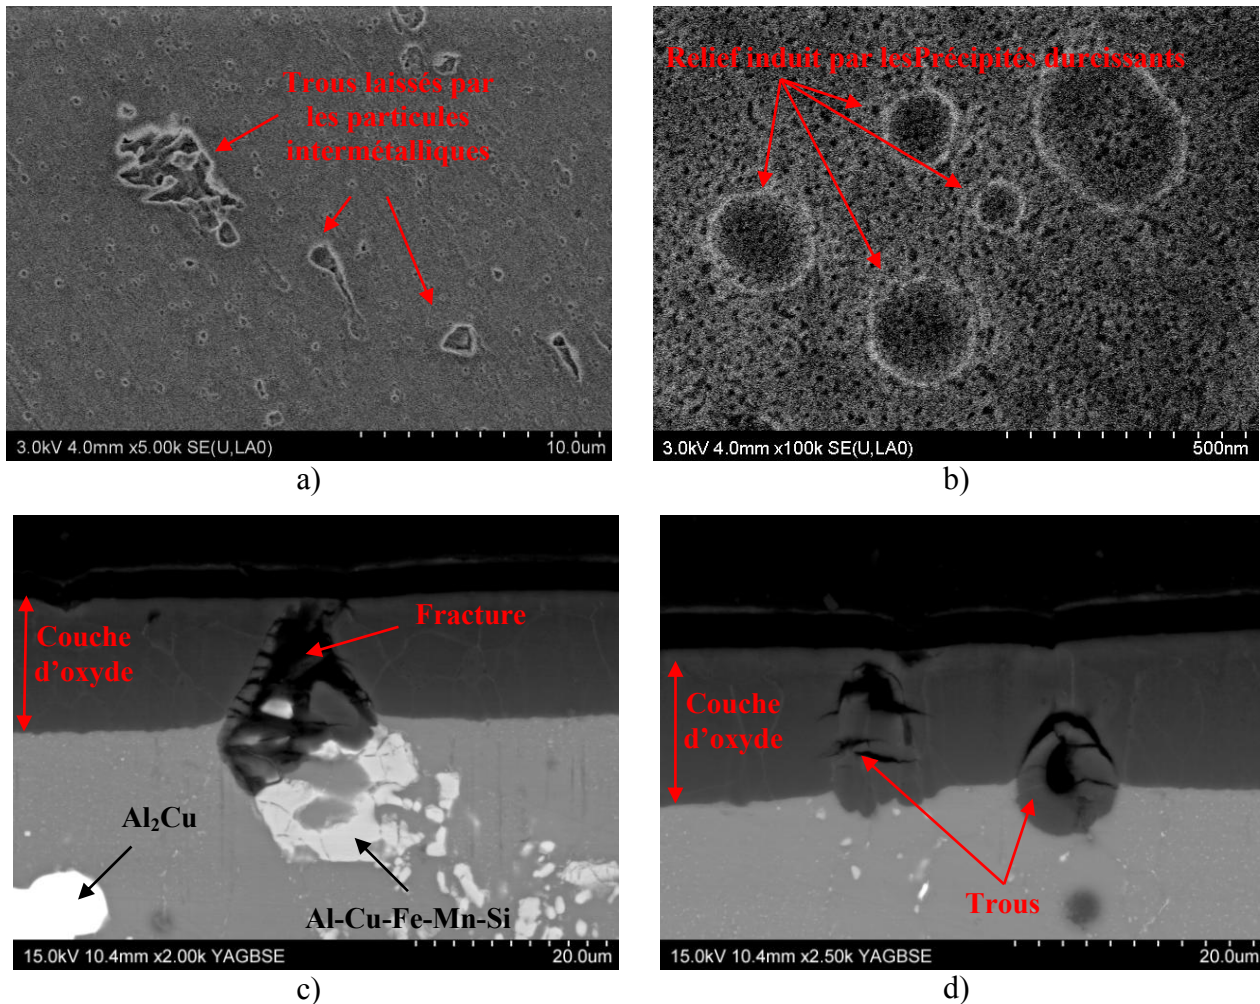 Trous laissés par
les particules
intermétalliques
3.0kV 4.0mm x5.00k SE(U,LA0) 10.0um
a)
Relief induit par lesPrécipités durcissants
3.0kV 4.0mm x100k SE(U,LA0) 500nm
b)
Couche
d’oxyde
Fracture
Al₂Cu
Al-Cu-Fe-Mn-Si
15.0kV 10.4mm x2.00k YAGBSE 20.0um
c)
Couche
d’oxyde
Trous
15.0kV 10.4mm x2.50k YAGBSE 20.0um
d)